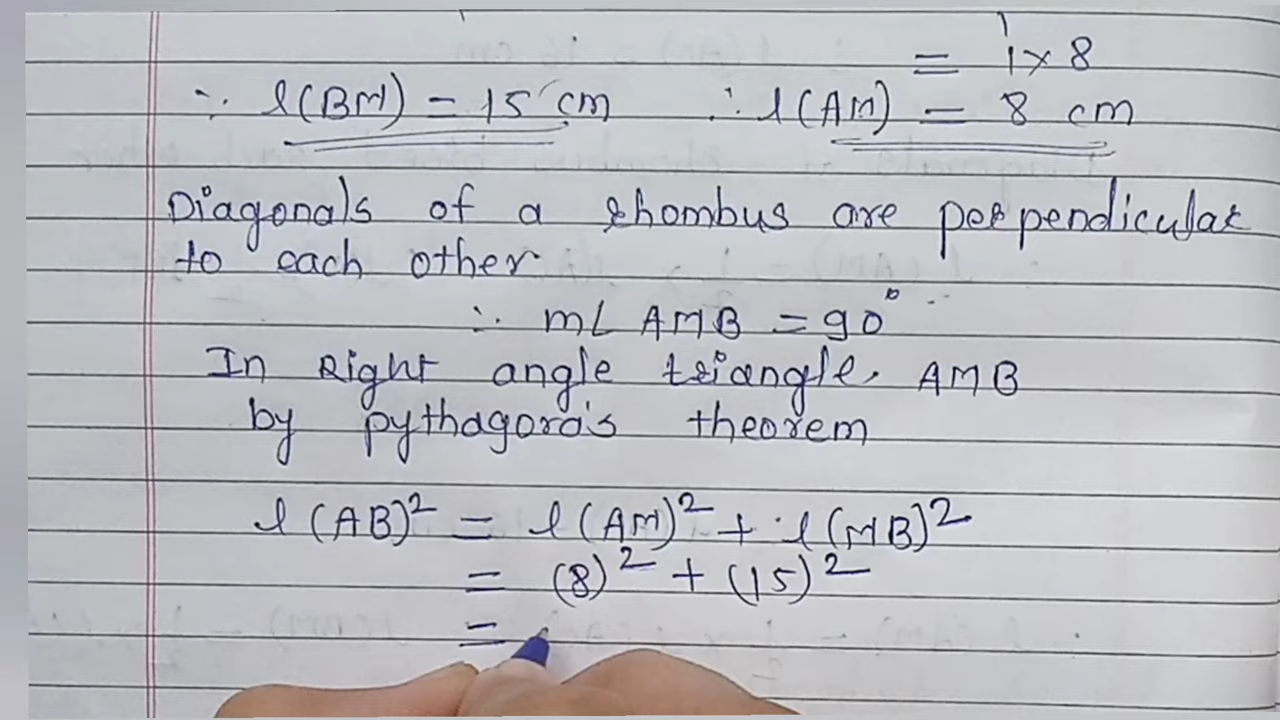 = 1 × 8
∴ l(BM) = 15 cm ∴ l(AM) = 8 cm
Diagonals of a rhombus are perpendicular
to each other
∴ m∠ AMB = 90°
In Right angle triangle, AMB
by pythagora's theorem
l(AB)² = l(AM)² + l(MB)²
= (8)² + (15)²
=